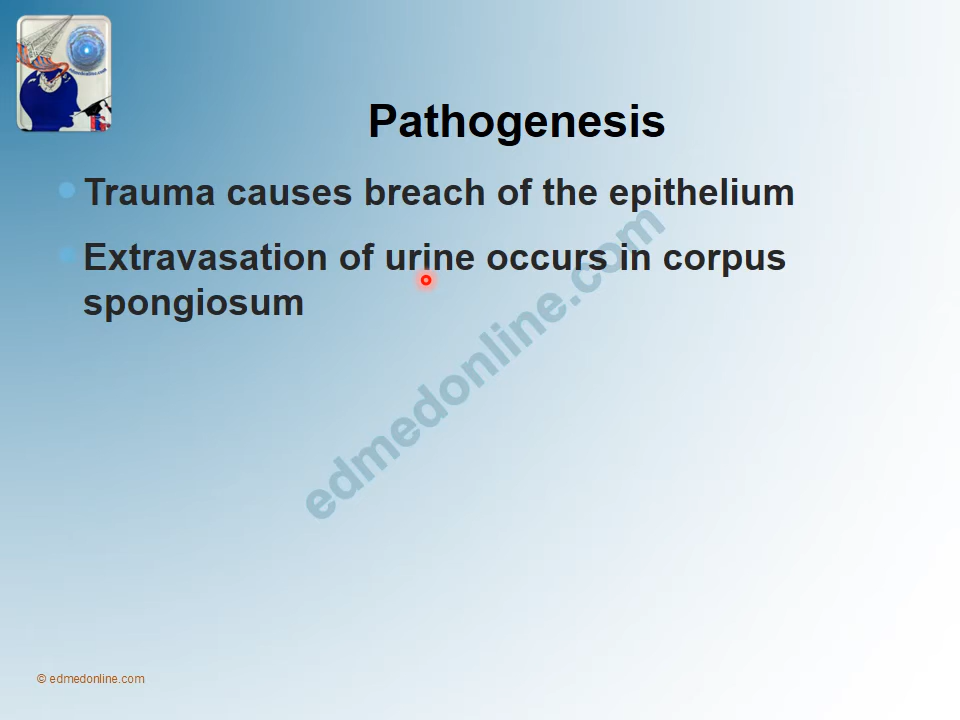 Pathogenesis
Trauma causes breach of the epithelium
Extravasation of urine occurs in corpus
spongiosum
edmedonline.com
© edmedonline.com